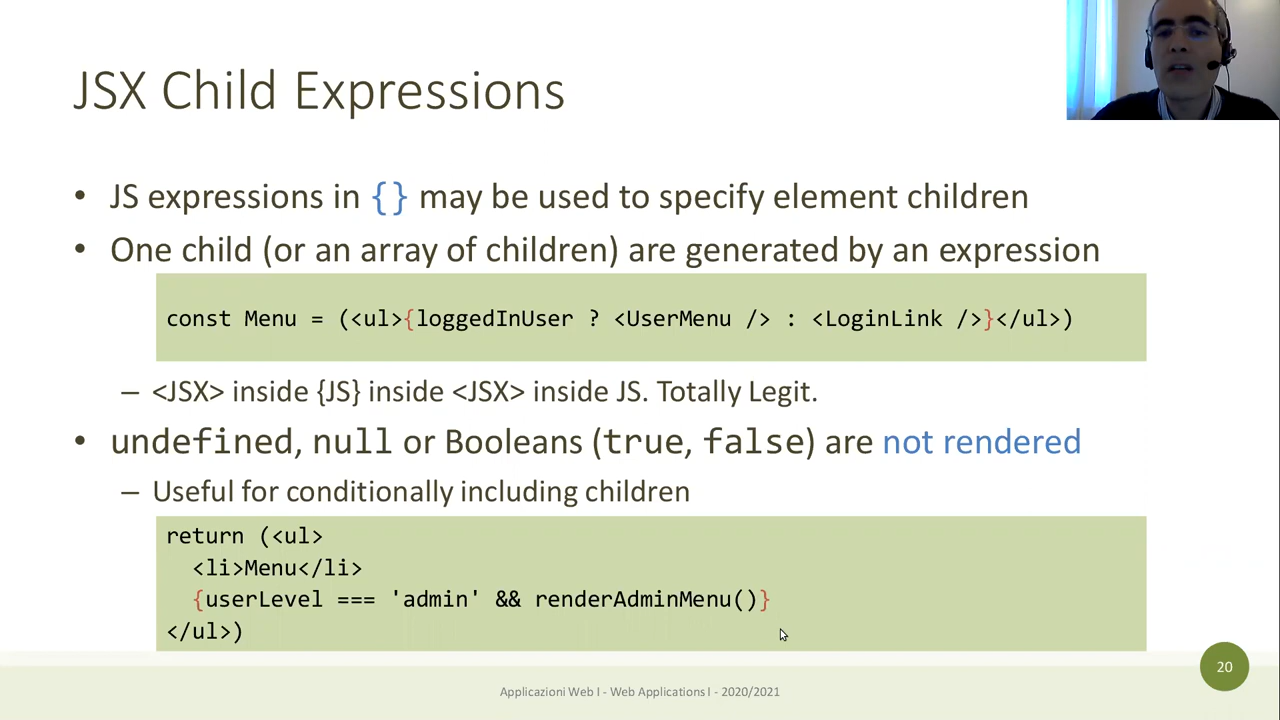 JSX Child Expressions
• JS expressions in {} may be used to specify element children
• One child (or an array of children) are generated by an expression
const Menu = (<ul>{loggedInUser ? <UserMenu /> : <LoginLink />}</ul>)
– <JSX> inside {JS} inside <JSX> inside JS. Totally Legit.
• undefined, null or Booleans (true, false) are not rendered
– Useful for conditionally including children
return (<ul>
<li>Menu</li>
{userLevel === 'admin' && renderAdminMenu()}
</ul>)
20
Applicazioni Web I - Web Applications I - 2020/2021